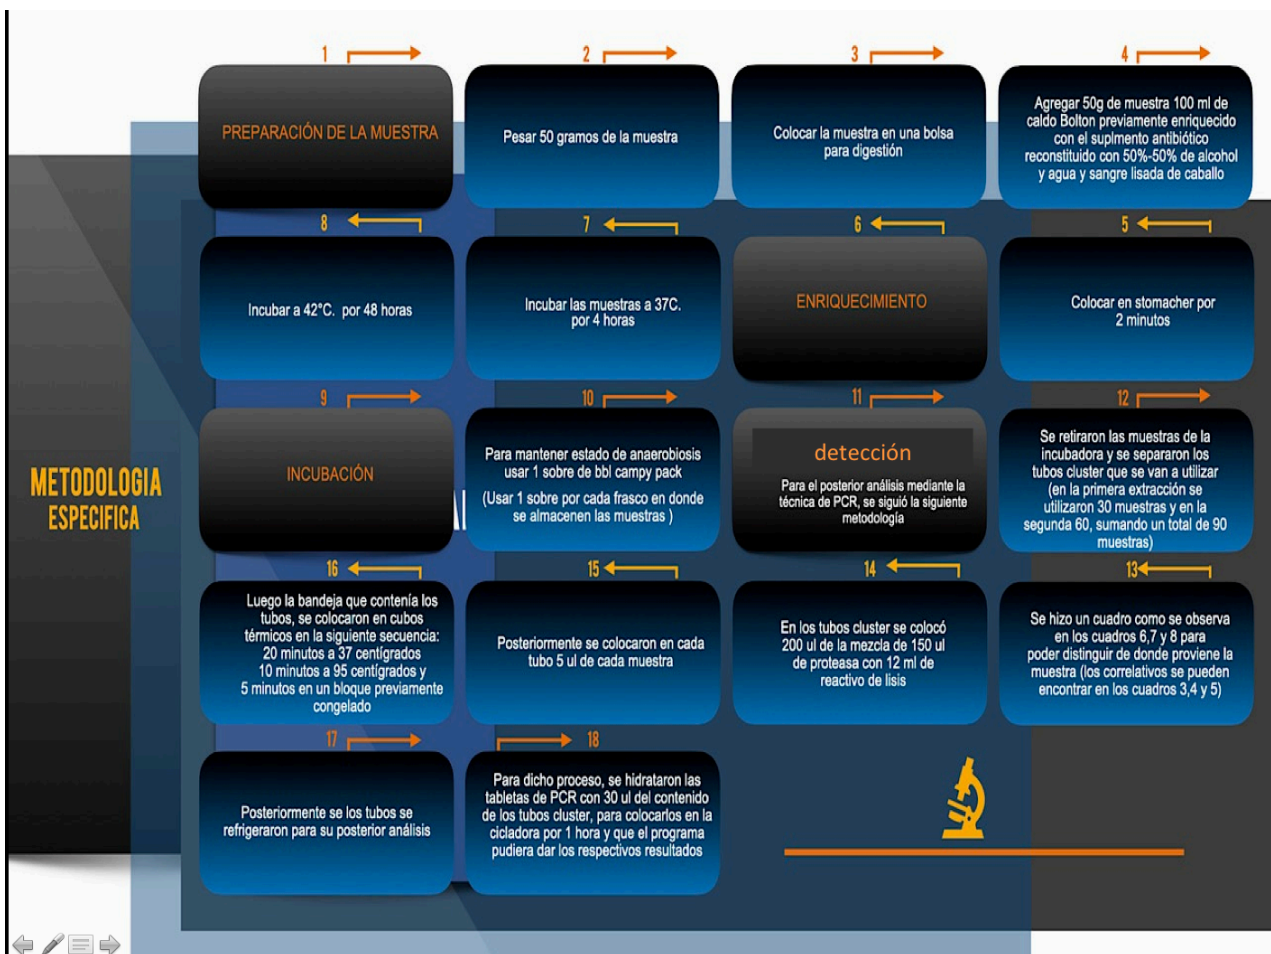 METODOLOGIA
ESPECIFICA
1
PREPARACIÓN DE LA MUESTRA
2
Pesar 50 gramos de la muestra
3
Colocar la muestra en una bolsa
para digestión
4
Agregar 50g de muestra 100 ml de
caldo Bolton previamente enriquecido
con el suplmento antibiótico
reconstituido con 50%-50% de alcohol
y agua y sangre lisada de caballo
5
Colocar en stomacher por
2 minutos
6
ENRIQUECIMIENTO
7
Incubar las muestras a 37C.
por 4 horas
8
Incubar a 42°C. por 48 horas
9
INCUBACIÓN
10
Para mantener estado de anaerobiosis
usar 1 sobre de bbl campy pack
(Usar 1 sobre por cada frasco en donde
se almacenen las muestras )
11
detección
Para el posterior análisis mediante la
técnica de PCR, se siguió la siguiente
metodología
12
Se retiraron las muestras de la
incubadora y se separaron los
tubos cluster que se van a utilizar
(en la primera extracción se
utilizaron 30 muestras y en la
segunda 60, sumando un total de 90
muestras)
13
Se hizo un cuadro como se observa
en los cuadros 6,7 y 8 para
poder distinguir de donde proviene la
muestra (los correlativos se pueden
encontrar en los cuadros 3,4 y 5)
14
En los tubos cluster se colocó
200 ul de la mezcla de 150 ul
de proteasa con 12 ml de
reactivo de lisis
15
Posteriormente se colocaron en cada
tubo 5 ul de cada muestra
16
Luego la bandeja que contenía los
tubos, se colocaron en cubos
térmicos en la siguiente secuencia:
20 minutos a 37 centígrados
10 minutos a 95 centígrados y
5 minutos en un bloque previamente
congelado
17
Posteriormente se los tubos se
refrigeraron para su posterior análisis
18
Para dicho proceso, se hidrataron las
tabletas de PCR con 30 ul del contenido
de los tubos cluster, para colocarlos en la
cicladora por 1 hora y que el programa
pudiera dar los respectivos resultados